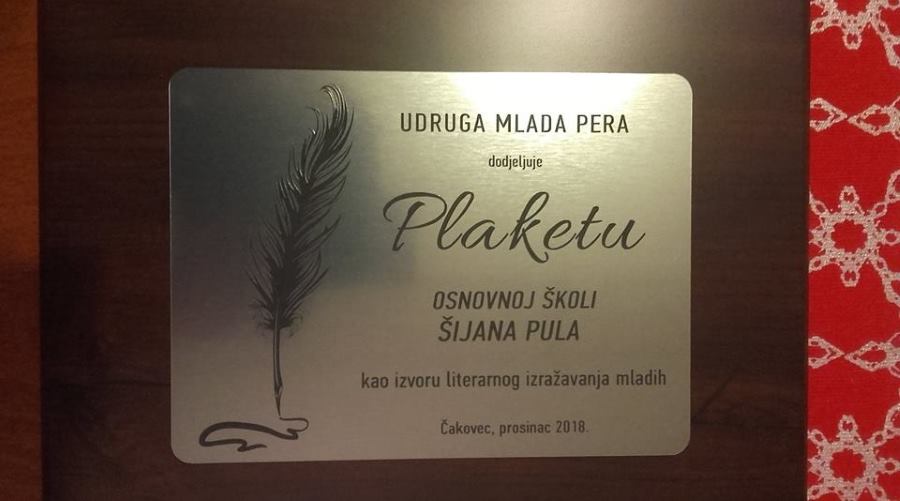 UDRUGA MLADA PERA
dodjeljuje
Plaketu
OSNOVNOJ ŠKOLI
ŠIJANA PULA
kao izvoru literarnog izražavanja mladih
Čakovec, prosinac 2018.